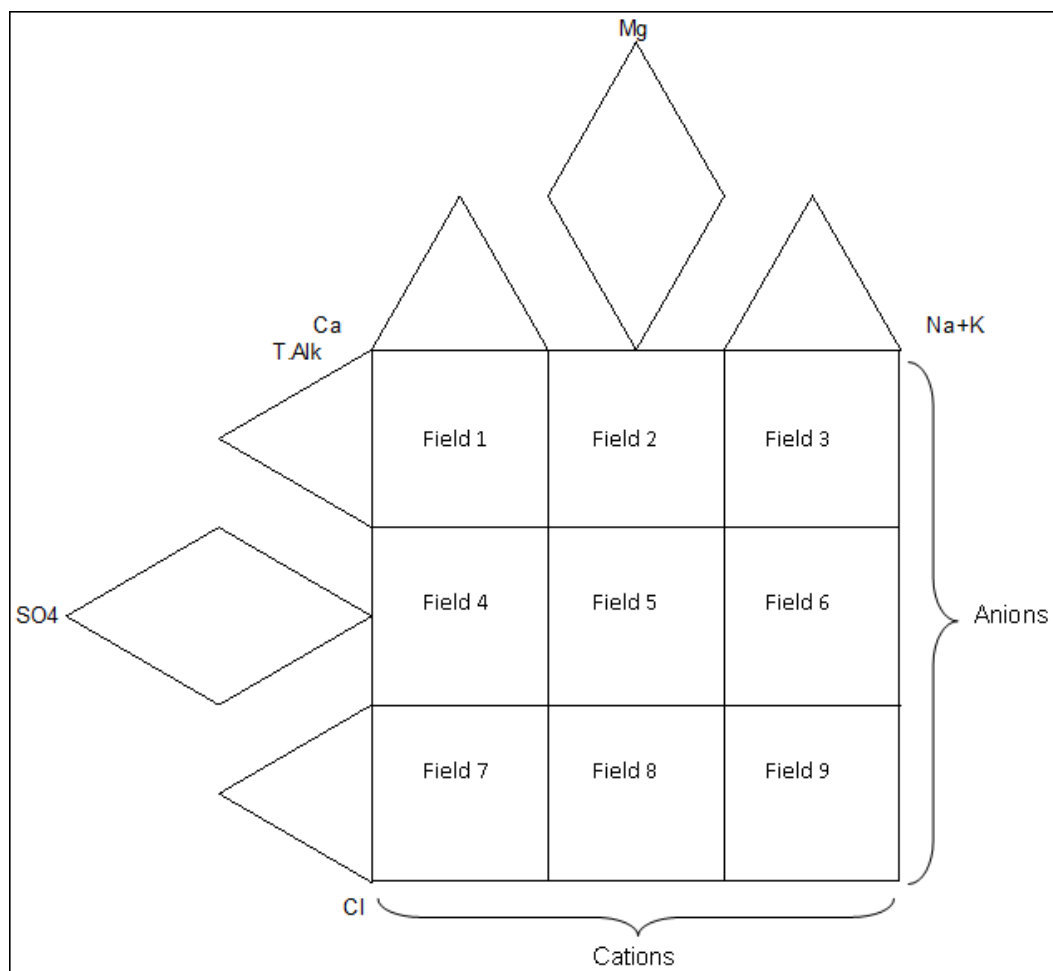 Mg
Ca
Na+K
T.Alk
Field 1
Field 2
Field 3
SO4
Field 4
Field 5
Field 6
Anions
Field 7
Field 8
Field 9
Cl
Cations